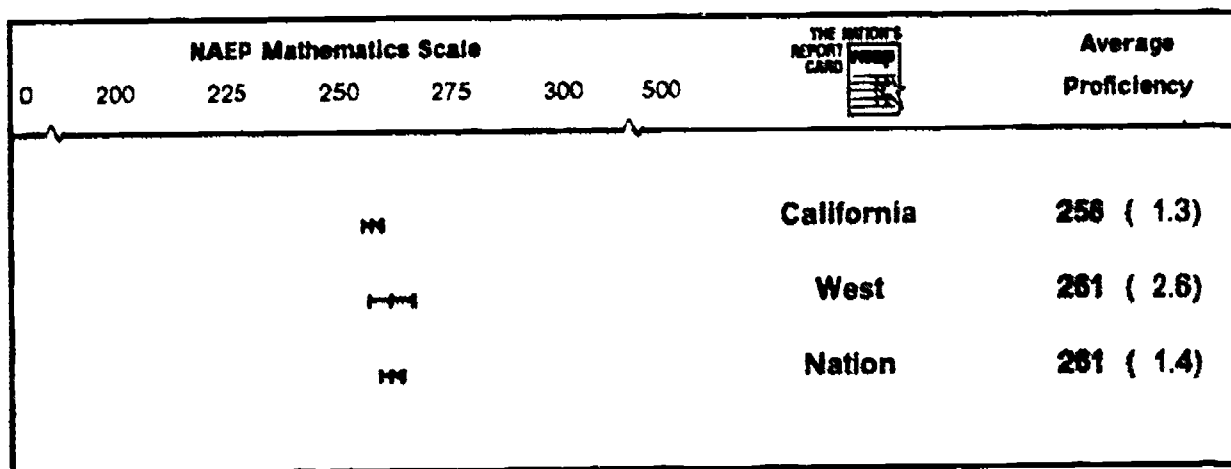 NAEP Mathematics Scale
0 200 225 250 275 300 500
THE NATION'S
REPORT
CARD
naep
Average
Proficiency
California 256 ( 1.3)
West 261 ( 2.6)
Nation 261 ( 1.4)